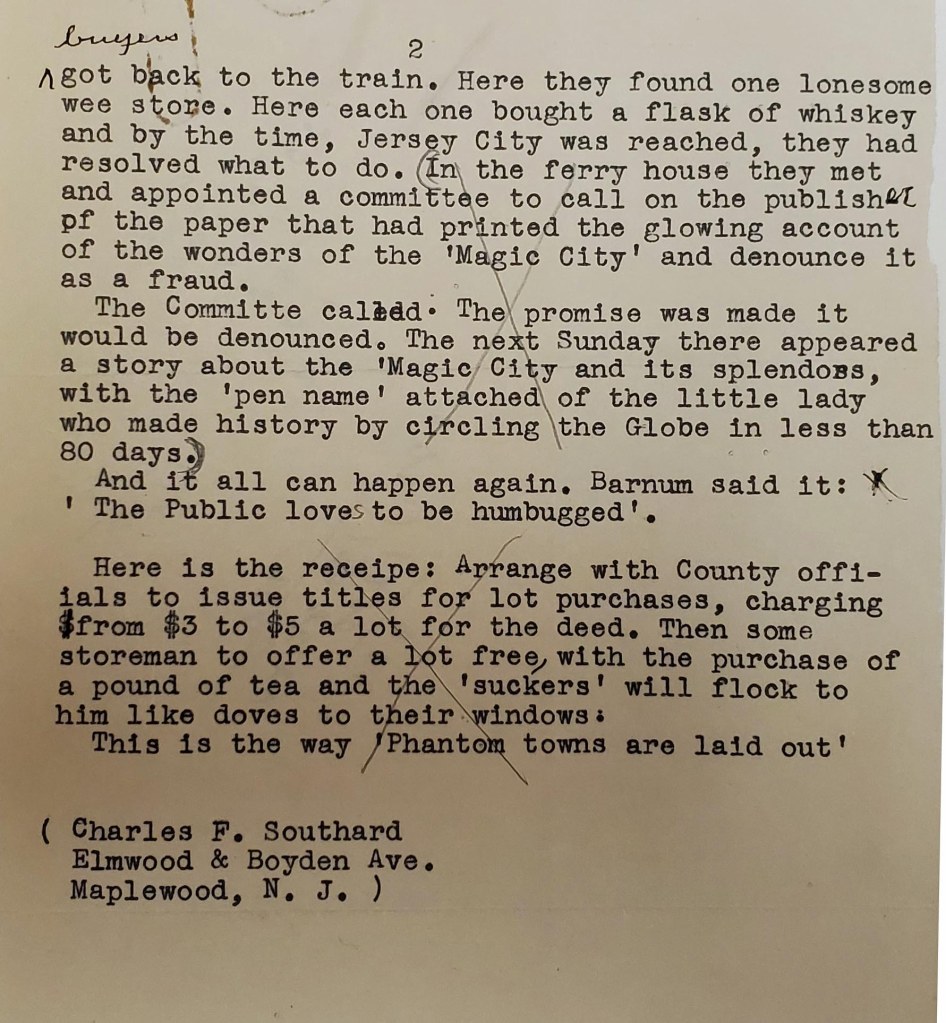 buyers
2
^got back to the train. Here they found one lonesome
wee store. Here each one bought a flask of whiskey
and by the time, Jersey City was reached, they had
resolved what to do. (In the ferry house they met
and appointed a committee to call on the publisher
pf the paper that had printed the glowing account
of the wonders of the 'Magic City' and denounce it
as a fraud.
The Committe called. The promise was made it
would be denounced. The next Sunday there appeared
a story about the 'Magic City and its splendors,
with the 'pen name' attached of the little lady
who made history by circling the Globe in less than
80 days.)
And it all can happen again. Barnum said it:
' The Public loves to be humbugged'.
Here is the receipe: Arrange with County offi-
ials to issue titles for lot purchases, charging
$from $3 to $5 a lot for the deed. Then some
storeman to offer a lot free, with the purchase of
a pound of tea and the 'suckers' will flock to
him like doves to their windows:
This is the way 'Phantom towns are laid out'
( Charles F. Southard
Elmwood & Boyden Ave.
Maplewood, N. J. )